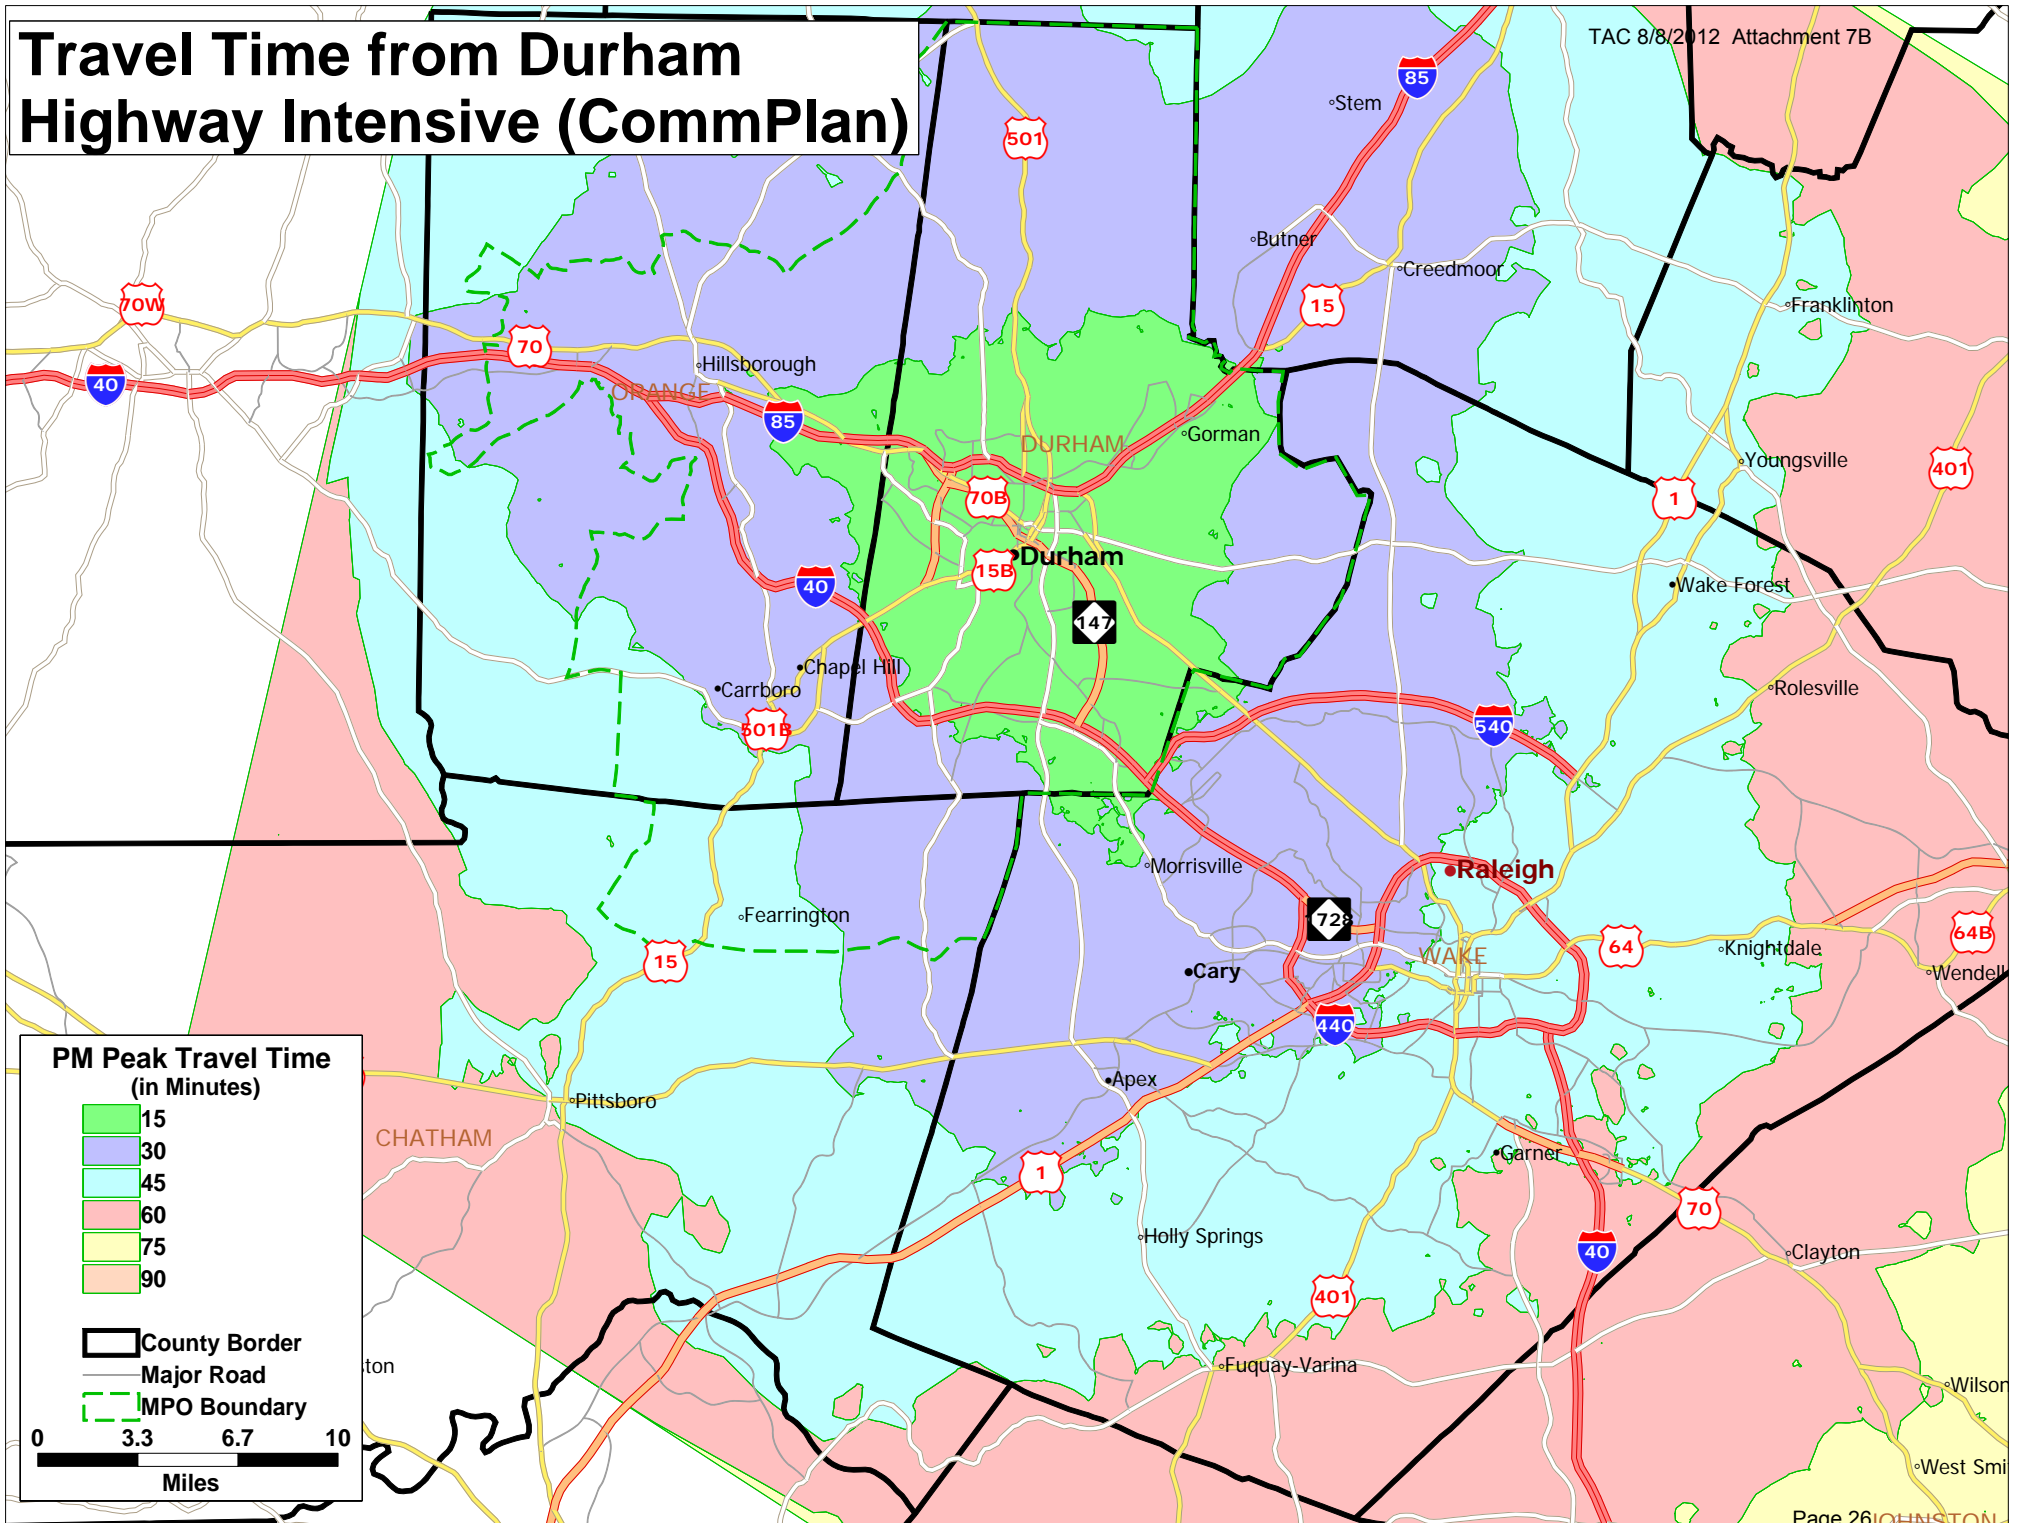 Travel Time from Durham
Highway Intensive (CommPlan)
TAC 8/8/2012 Attachment 7B
85
501
Stem
Butner
Creedmoor
15
Franklinton
70W
70
40
Hillsborough
ORANGE
85
DURHAM
Gorman
Youngsville
401
1
70B
Durham
15B
40
147
Wake Forest
Chapel Hill
Carrboro
501B
Rolesville
540
Morrisville
Raleigh
Fearrington
15
1728
WAKE
64
Knightdale
64B
Wendell
Cary
440
Apex
Pittsboro
CHATHAM
1
Garner
70
Holly Springs
40
Clayton
401
Fuquay-Varina
ston
Wilson
West Smi
Page 26
JOHNSTON
PM Peak Travel Time
(in Minutes)
15
30
45
60
75
90
County Border
Major Road
MPO Boundary
0 3.3 6.7 10
Miles